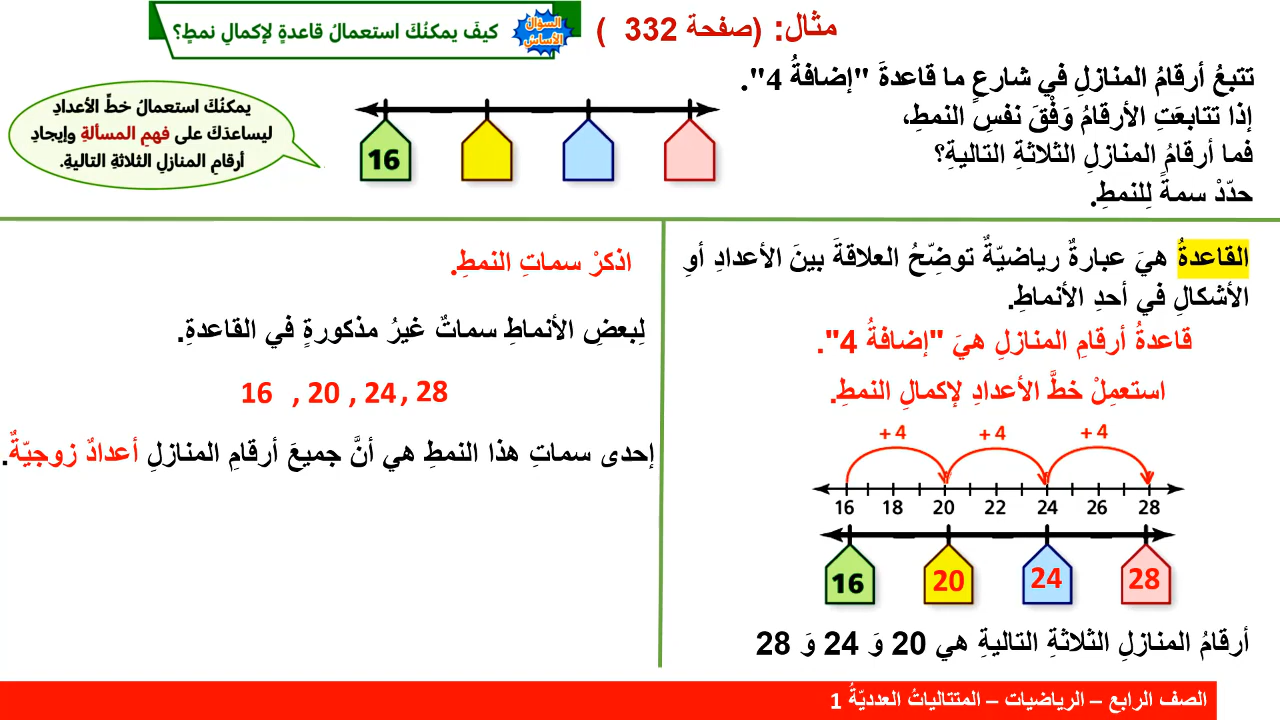 كيفَ يمكنُكَ استعمالُ قاعدةٍ لإكمالِ نمطٍ؟
السؤال الأساس
مثال: (صفحة 332 )
تتبعُ أرقامُ المنازلِ في شارعٍ ما قاعدةَ "إضافةُ 4".
إذا تتابعَتِ الأرقامُ وَفْقَ نفسِ النمطِ،
فما أرقامُ المنازلِ الثلاثةِ التاليةِ؟
حدّدْ سمةً لِلنمطِ.
يمكنُكَ استعمالُ خطِّ الأعدادِ
ليساعدَكَ على فهمِ المسألةِ وإيجادِ
أرقامِ المنازلِ الثلاثةِ التاليةِ.
16
القاعدةُ هيَ عبارةٌ رياضيّةٌ توضِّحُ العلاقةَ بينَ الأعدادِ أوِ
الأشكالِ في أحدِ الأنماطِ.
قاعدةُ أرقامِ المنازلِ هيَ "إضافةُ 4".
استعمِلْ خطَّ الأعدادِ لإكمالِ النمطِ.
+4 +4 +4
16 18 20 22 24 26 28
16 20 24 28
أرقامُ المنازلِ الثلاثةِ التاليةِ هي 20 وَ 24 وَ 28
اذكرْ سماتِ النمطِ.
لِبعضِ الأنماطِ سماتٌ غيرُ مذكورةٍ في القاعدةِ.
16 , 20 , 24 , 28
إحدى سماتِ هذا النمطِ هي أنَّ جميعَ أرقامِ المنازلِ أعدادٌ زوجيّةٌ.
الصف الرابع – الرياضيات – المتتالياتُ العدديّةُ 1